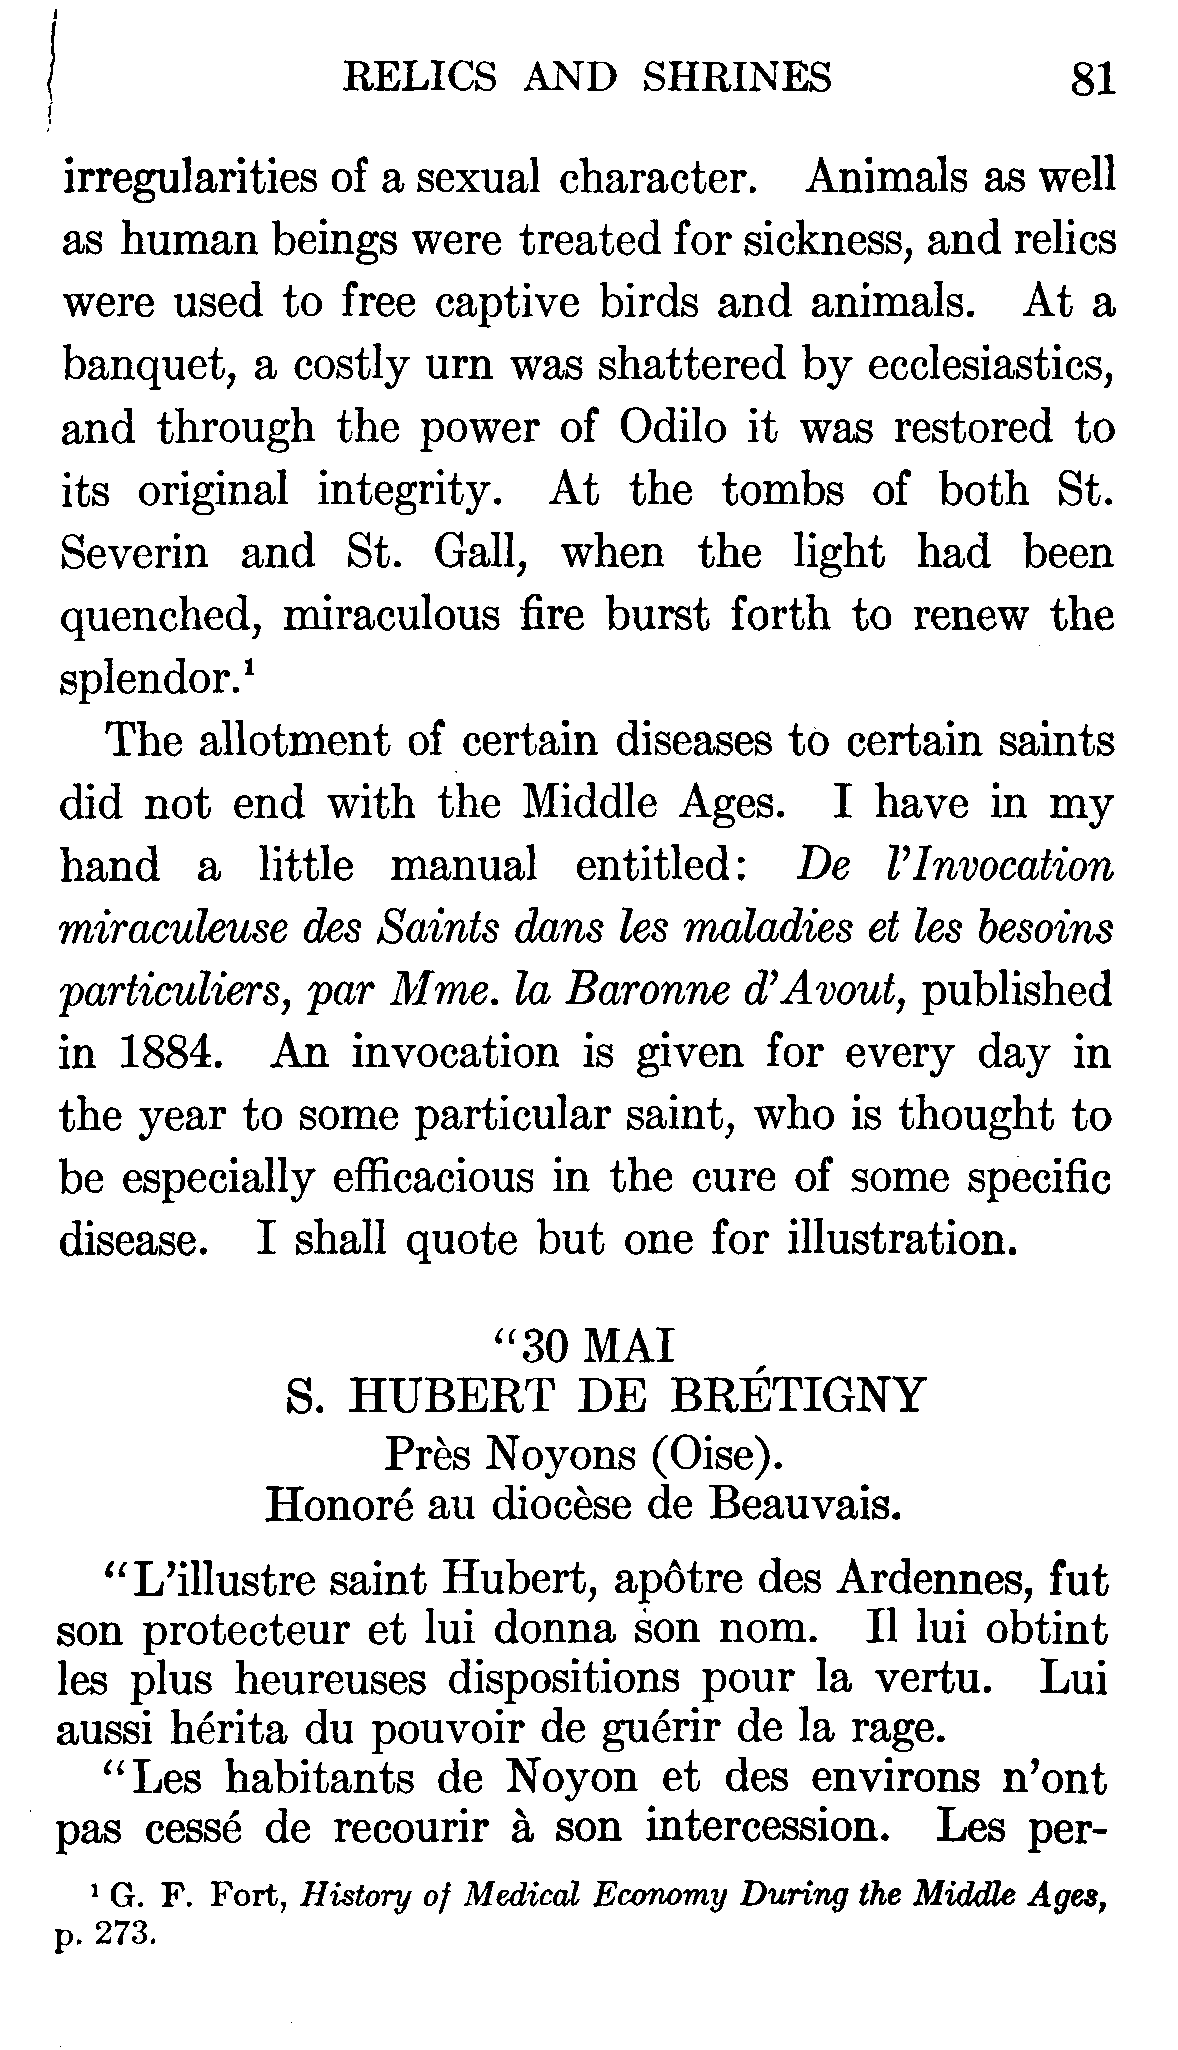 RELICS AND SHRINES 81
irregularities of a sexual character. Animals as well
as human beings were treated for sickness, and relics
were used to free captive birds and animals. At a
banquet, a costly urn was shattered by ecclesiastics,
and through the power of Odilo it was restored to
its original integrity. At the tombs of both St.
Severin and St. Gall, when the light had been
quenched, miraculous fire burst forth to renew the
splendor.¹
The allotment of certain diseases to certain saints
did not end with the Middle Ages. I have in my
hand a little manual entitled: De l'Invocation
miraculeuse des Saints dans les maladies et les besoins
particuliers, par Mme. la Baronne d'Avout, published
in 1884. An invocation is given for every day in
the year to some particular saint, who is thought to
be especially efficacious in the cure of some specific
disease. I shall quote but one for illustration.
"30 MAI
S. HUBERT DE BRÉTIGNY
Près Noyons (Oise).
Honoré au diocèse de Beauvais.
"L'illustre saint Hubert, apôtre des Ardennes, fut
son protecteur et lui donna son nom. Il lui obtint
les plus heureuses dispositions pour la vertu. Lui
aussi hérita du pouvoir de guérir de la rage.
"Les habitants de Noyon et des environs n'ont
pas cessé de recourir à son intercession. Les per-
¹ G. F. Fort, History of Medical Economy During the Middle Ages,
p. 273.